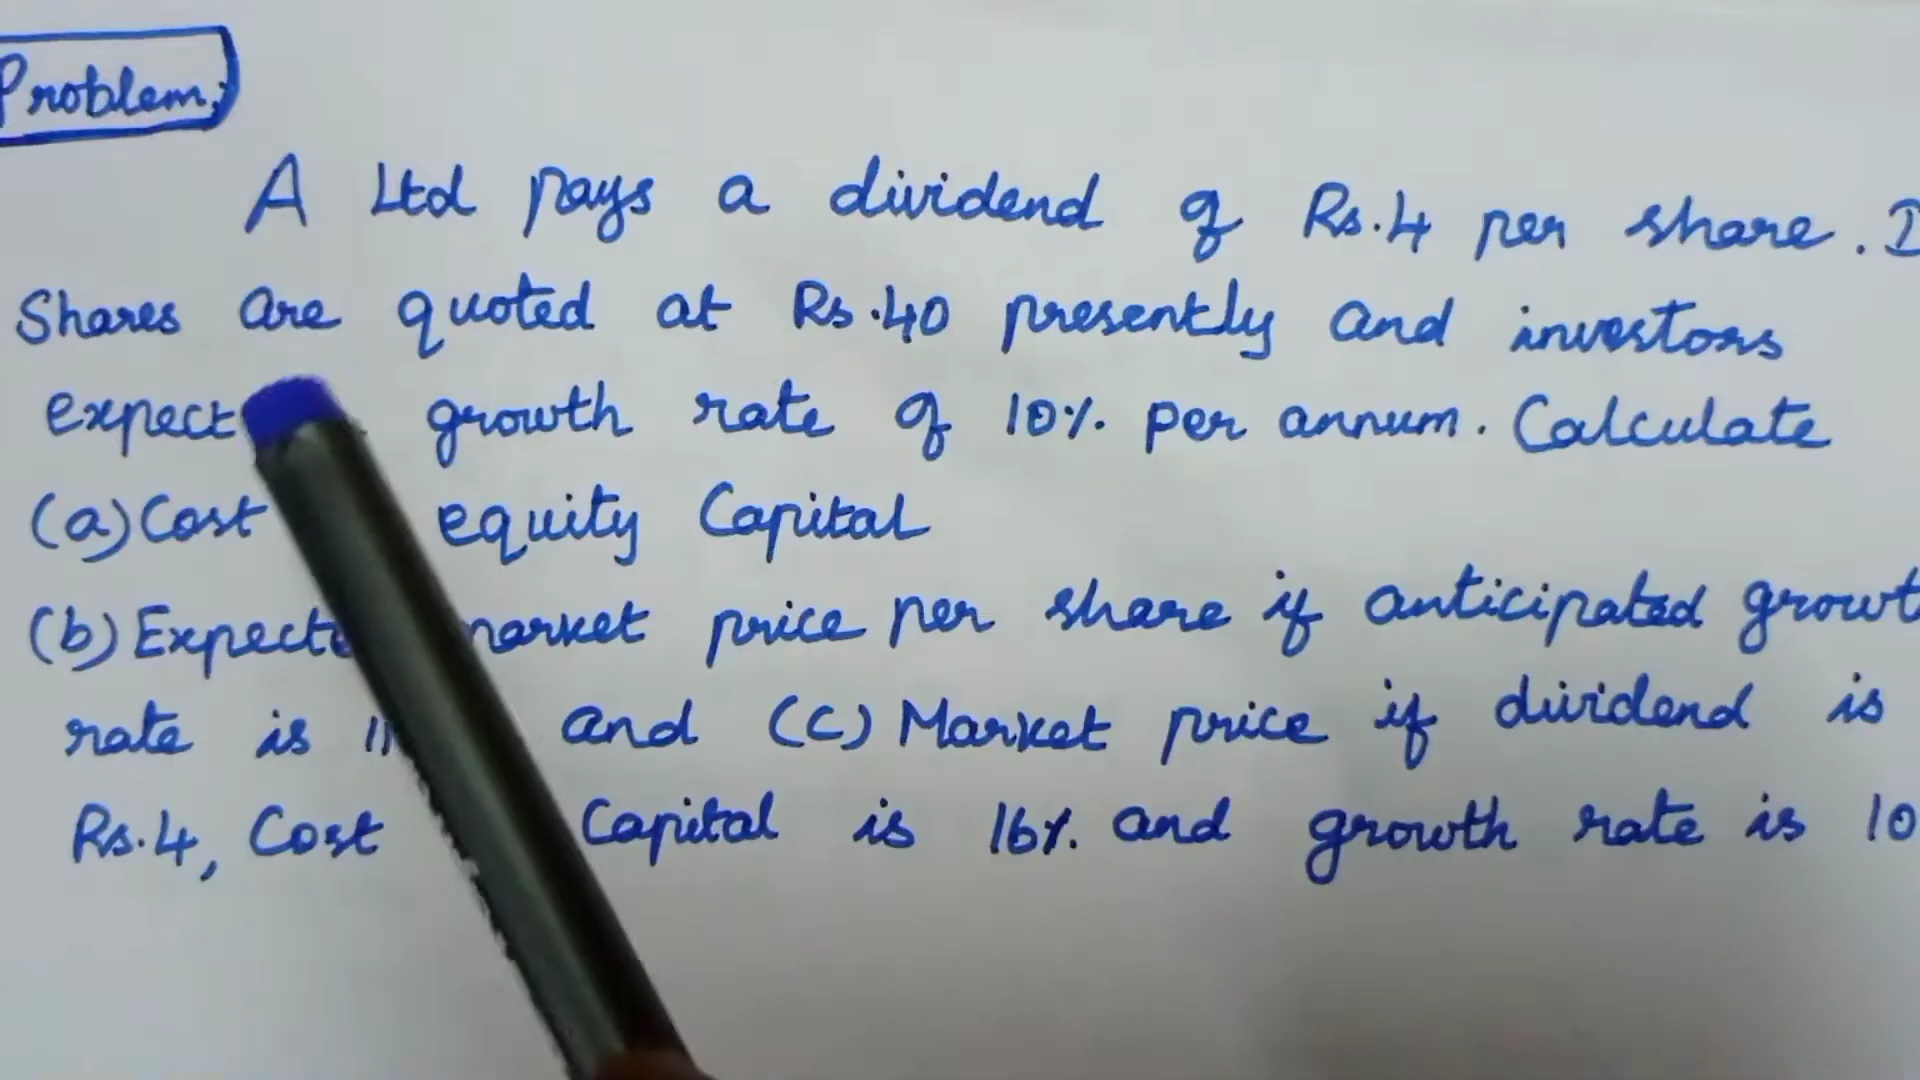 Problem:
A Ltd pays a dividend of Rs.4 per share.
Shares are quoted at Rs.40 presently and investors
expect growth rate of 10%. per annum. Calculate
(a) Cost equity Capital
(b) market price per share if anticipated
rate is and (C) Market price if dividend is
Rs.4, Cost Capital is 16%. and growth rate is 10